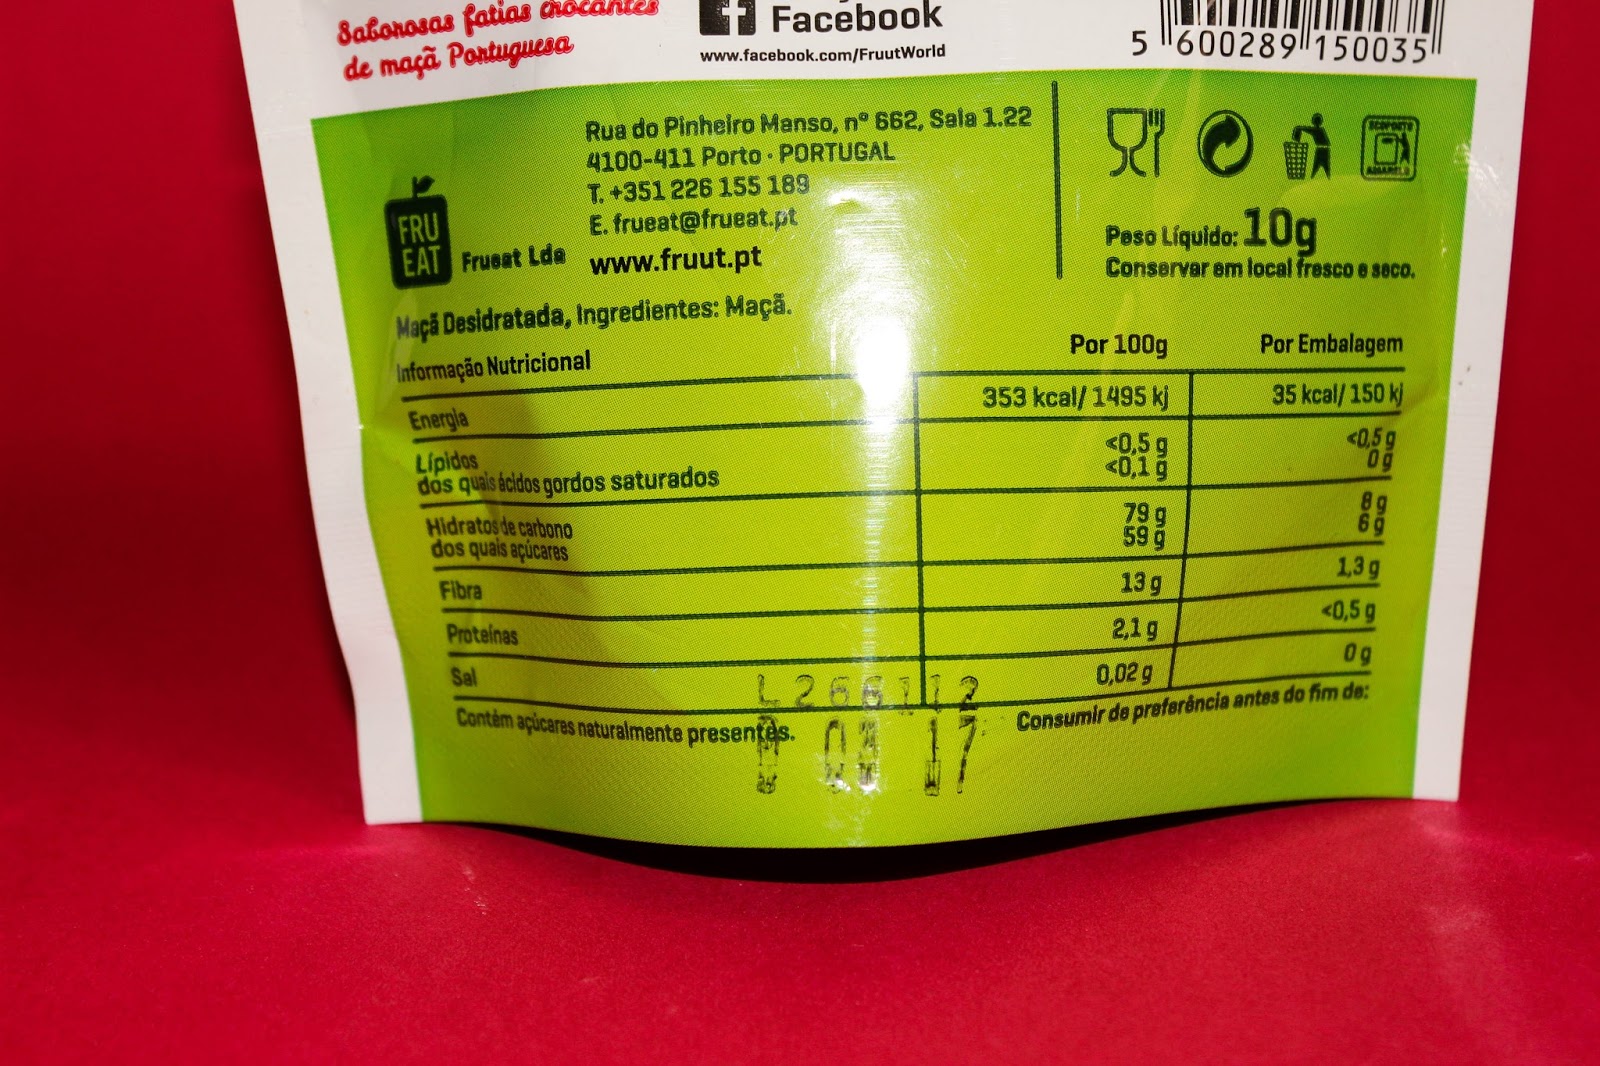 Saborosas fatias crocantes
de maçã Portuguesa
Facebook
www.facebook.com/FruutWorld
5 600289 150035
Rua do Pinheiro Manso, nº 662, Sala 1.22
4100-411 Porto · PORTUGAL
T. +351 226 155 189
E. frueat@frueat.pt
www.fruut.pt
FRU
EAT
Frueat Lda
ECOPONTO
AMARELO
Peso Líquido: 10g
Conservar em local fresco e seco.
Maçã Desidratada, Ingredientes: Maçã.
Informação Nutricional Por 100g Por Embalagem
Energia 353 kcal/ 1495 kj 35 kcal/ 150 kj
Lípidos <0,5 g <0,5 g
dos quais ácidos gordos saturados <0,1 g 0 g
Hidratos de carbono 79 g 8 g
dos quais açúcares 59 g 6 g
Fibra 13 g 1,3 g
Proteínas 2,1 g <0,5 g
Sal 0,02 g 0 g
L266112
Contém açúcares naturalmente presentes. Consumir de preferência antes do fim de:
17